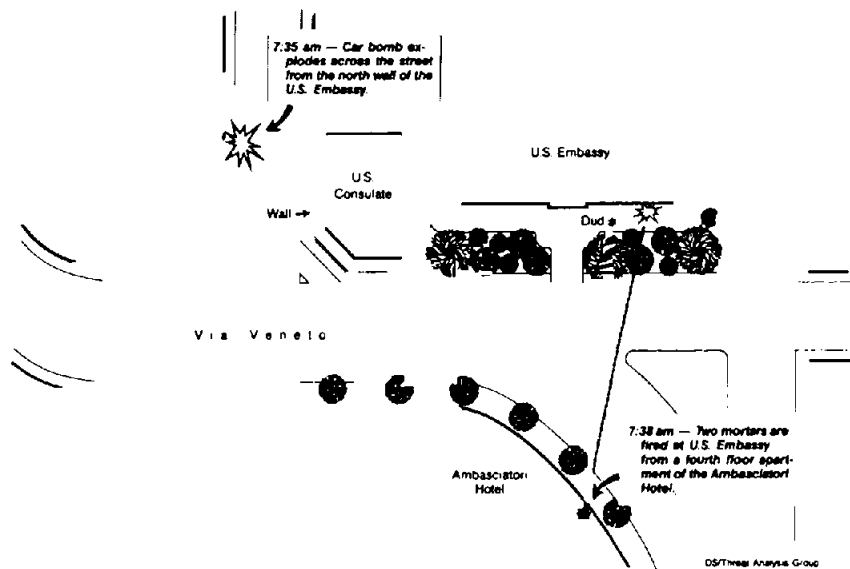 7:35 am — Car bomb ex-
plodes across the street
from the north wall of the
U.S. Embassy.
U.S. Embassy
U.S.
Consulate
Wall →
Dud
Via Veneto
7:38 am — Two mortars are
fired at U.S. Embassy
from a fourth floor apart-
ment of the Ambasciatori
Hotel.
Ambasciatori
Hotel
DS/Threat Analysis Group